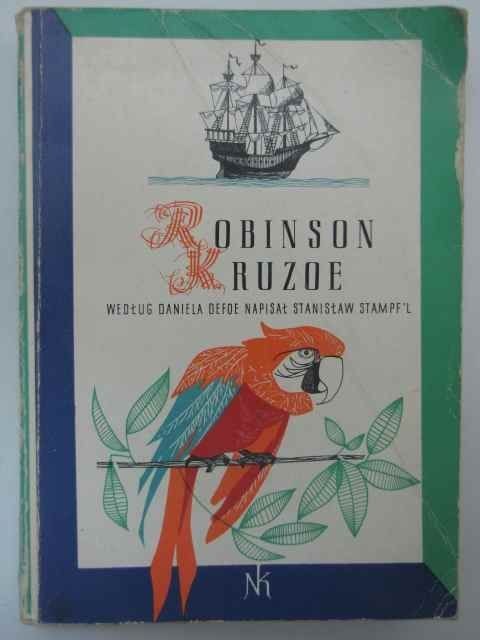 ROBINSON
KRUZOE
WEDŁUG DANIELA DEFOE NAPISAŁ STANISŁAW STAMPF'L
NK